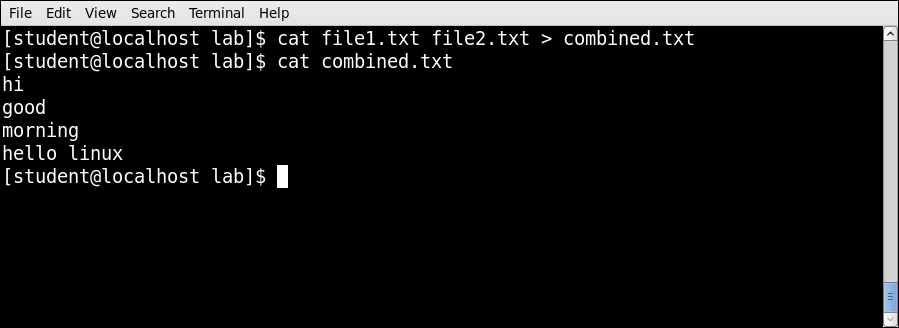 File Edit View Search Terminal Help
[student@localhost lab]$ cat file1.txt file2.txt > combined.txt
[student@localhost lab]$ cat combined.txt
hi
good
morning
hello linux
[student@localhost lab]$